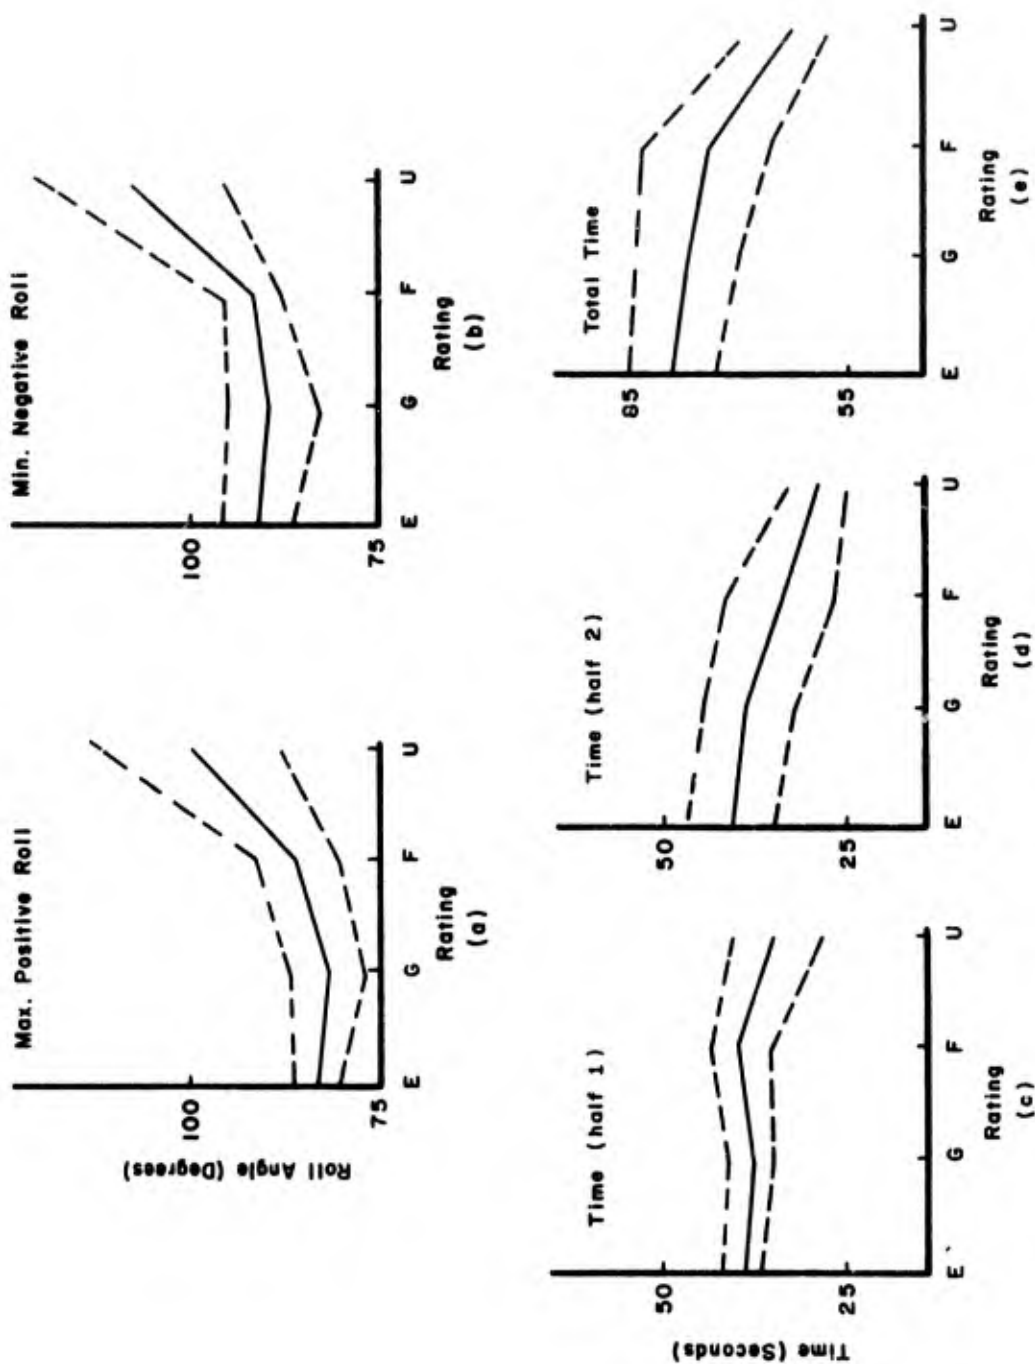 Max. Positive Roll
Roll Angle (Degrees)
100
75
E G F U
Rating
(a)
Min. Negative Roll
100
75
E G F U
Rating
(b)
Time (half 1)
Time (Seconds)
50
25
E G F U
Rating
(c)
Time (half 2)
50
25
E G F U
Rating
(d)
Total Time
85
55
E G F U
Rating
(e)